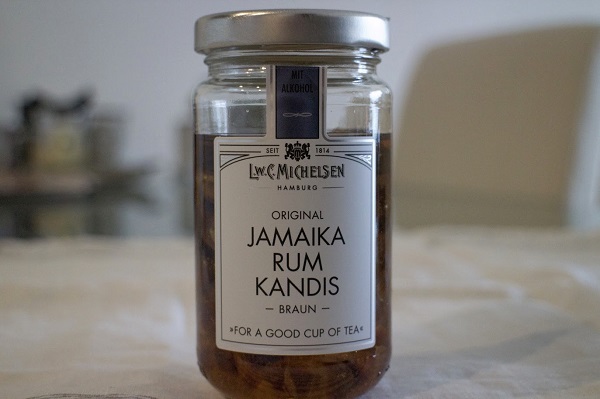 MIT
ALKOHOL
SEIT 1814
L.W.C. MICHELSEN
HAMBURG
ORIGINAL
JAMAIKA
RUM
KANDIS
– BRAUN –
»FOR A GOOD CUP OF TEA«